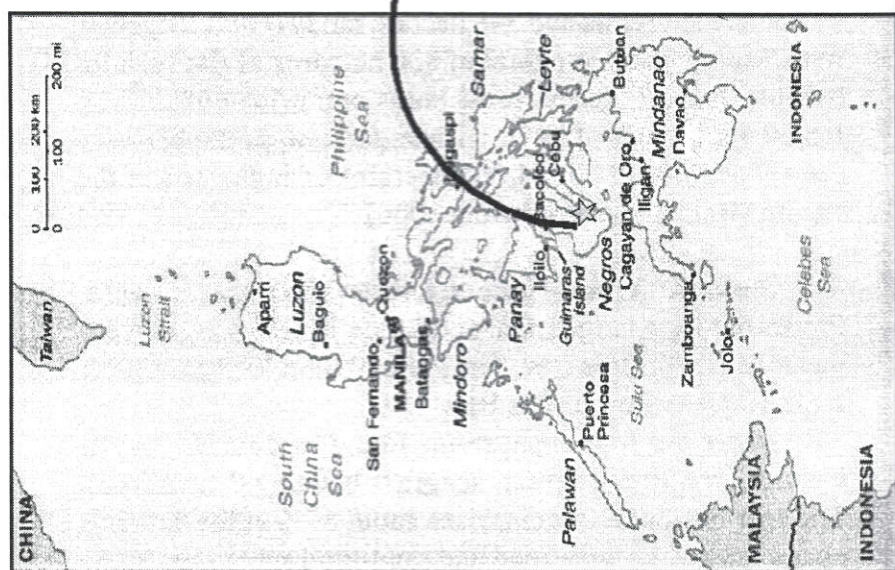 CHINA
Taiwan
Luzon
Strait
0 100 200 km
0 100 200 mi
Aparri
LUZON
Baguio
South
China
Sea
San Fernando
Quezon
MANILA
Batangas
Philippine
Sea
Mindoro
egaspi
Samar
Panay
Iloilo
Bacolod
Cebu
Leyte
Guimaras
Island
Negros
Palawan
Puerto
Princesa
Sulu Sea
Cagayan de Oro
Butuan
Iligan
Mindanao
Davao
Zamboanga
Jolo
MALAYSIA
Celebes
Sea
INDONESIA
INDONESIA